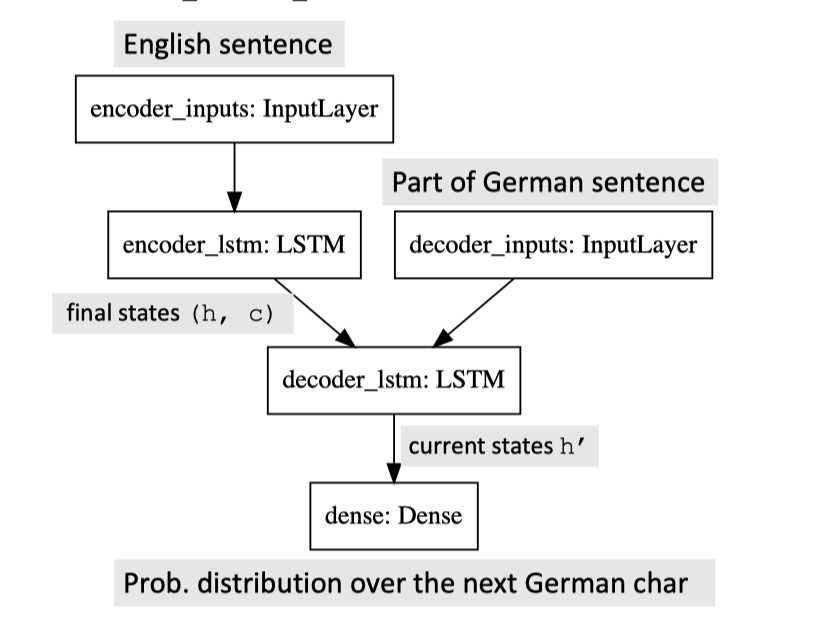 English sentence
encoder_inputs: InputLayer
Part of German sentence
encoder_lstm: LSTM
decoder_inputs: InputLayer
final states (h, c)
decoder_lstm: LSTM
current states h′
dense: Dense
Prob. distribution over the next German char